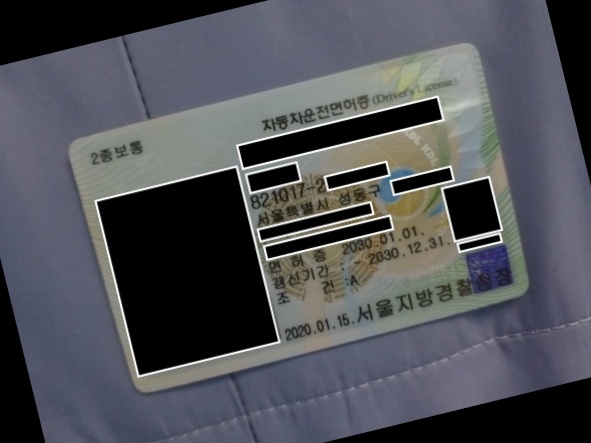 자동차운전면허증 (Driver's License)
2종보통
821017-2
서울특별시 성동구
면 허 증 2030.01.01.
갱신기간 : ~ 2030.12.31.
조 건 :A
2020.01.15. 서울지방경찰청장